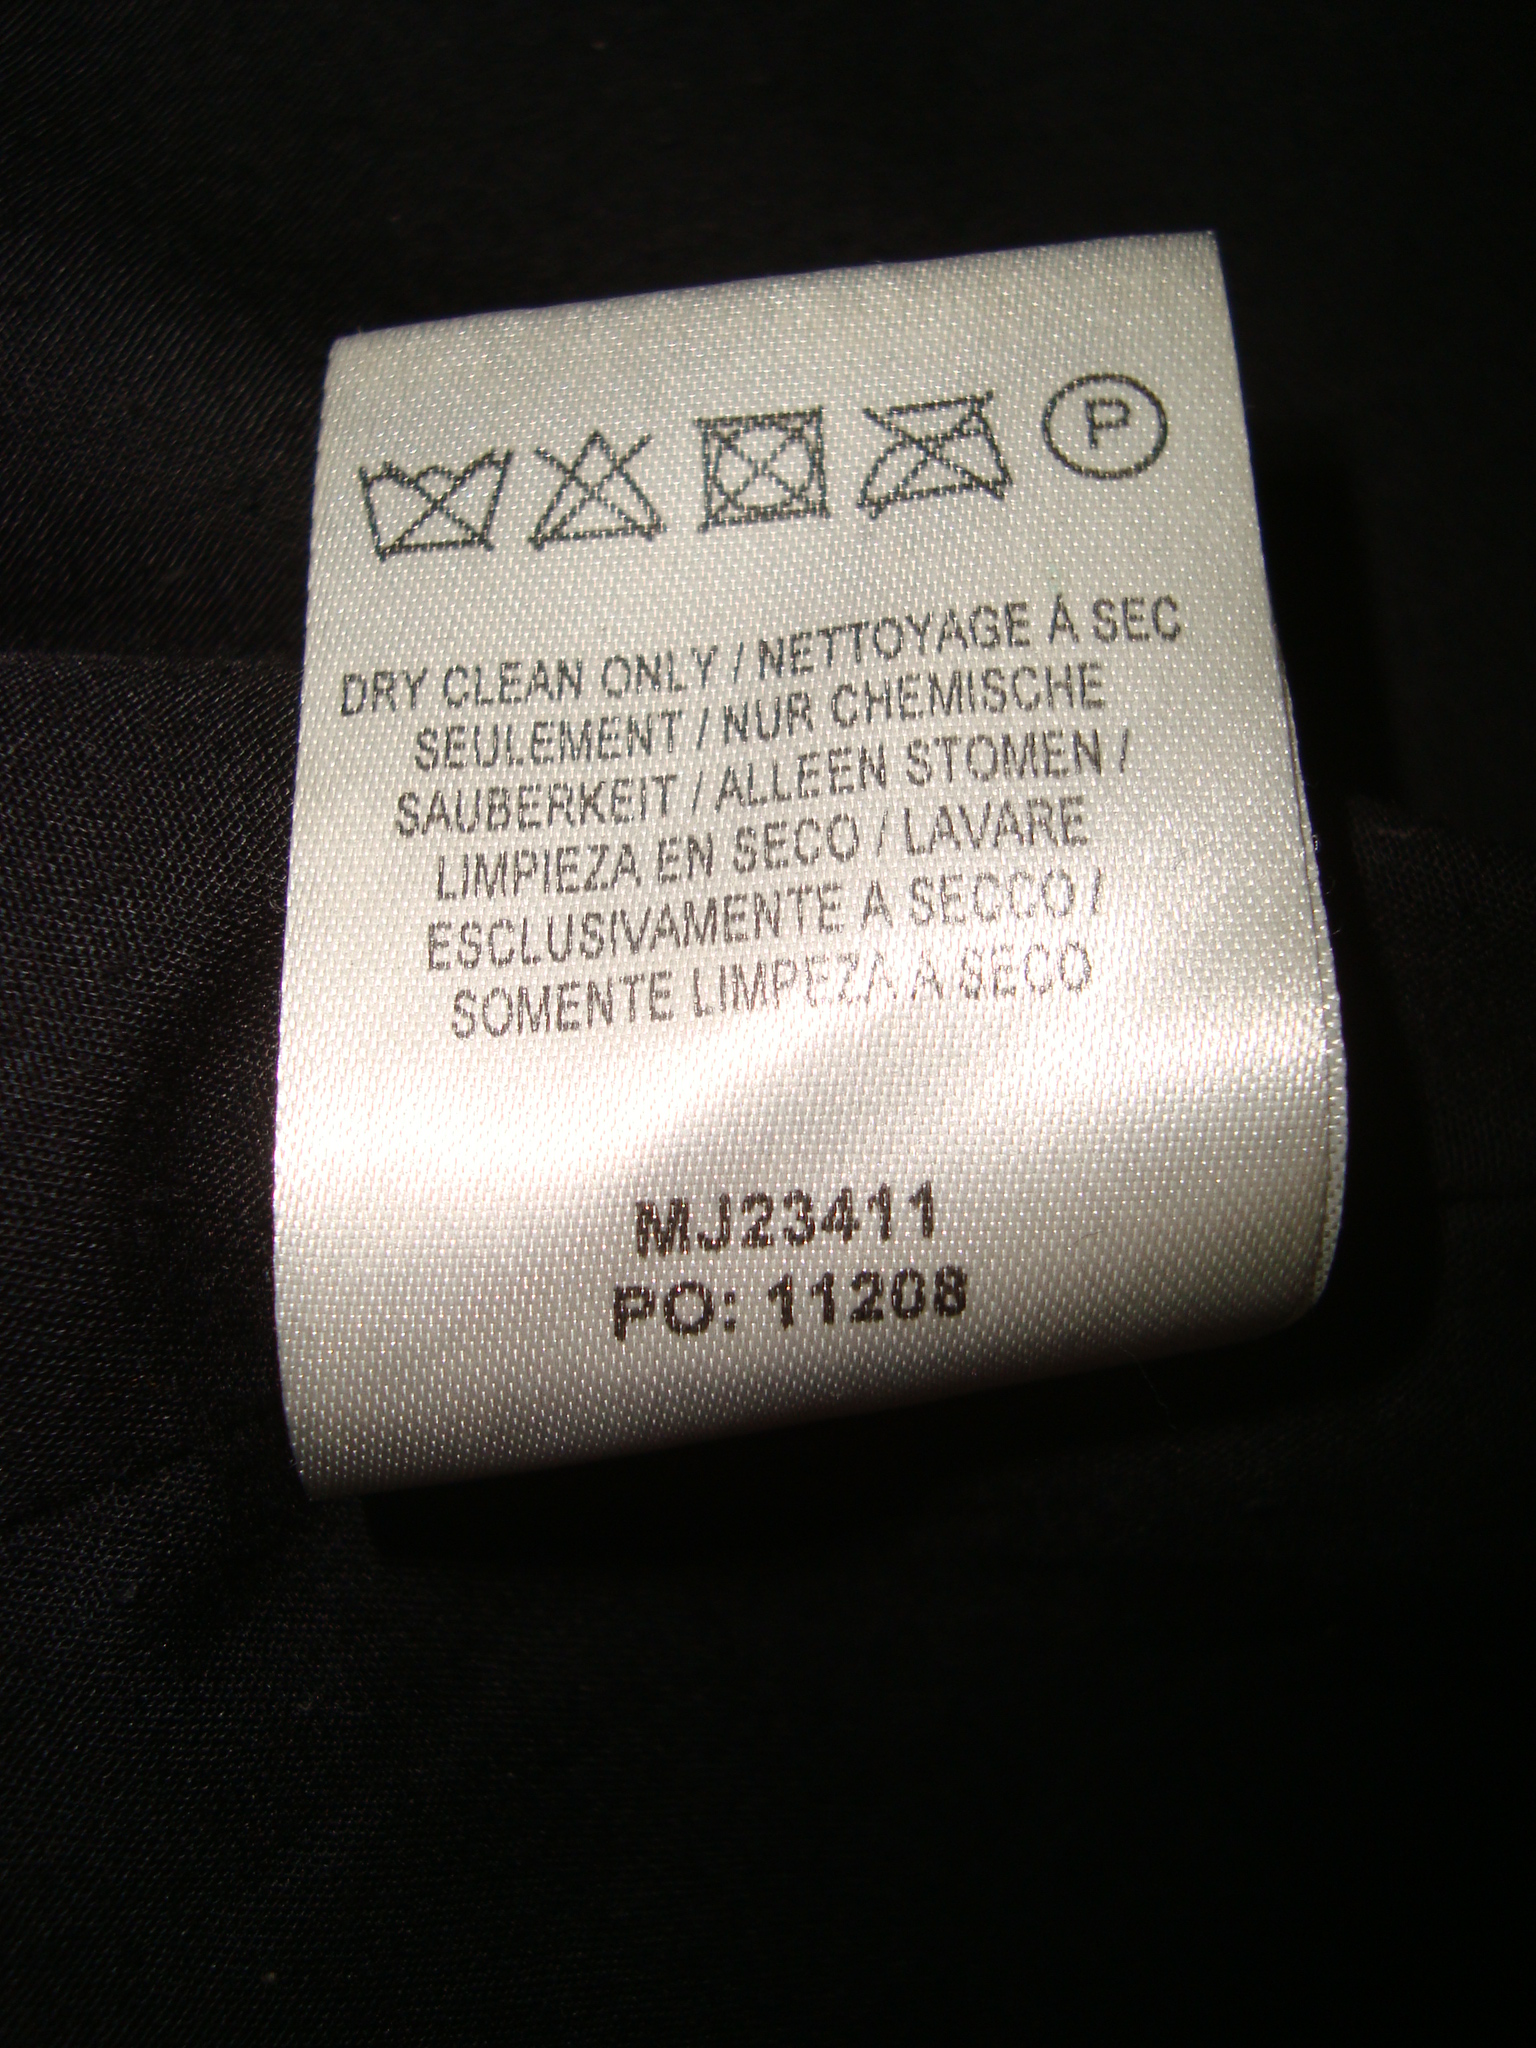 P
DRY CLEAN ONLY / NETTOYAGE Á SEC
SEULEMENT / NUR CHEMISCHE
SAUBERKEIT / ALLEEN STOMEN /
LIMPIEZA EN SECO / LAVARE
ESCLUSIVAMENTE A SECCO /
SOMENTE LIMPEZA A SECO
MJ23411
PO: 11208